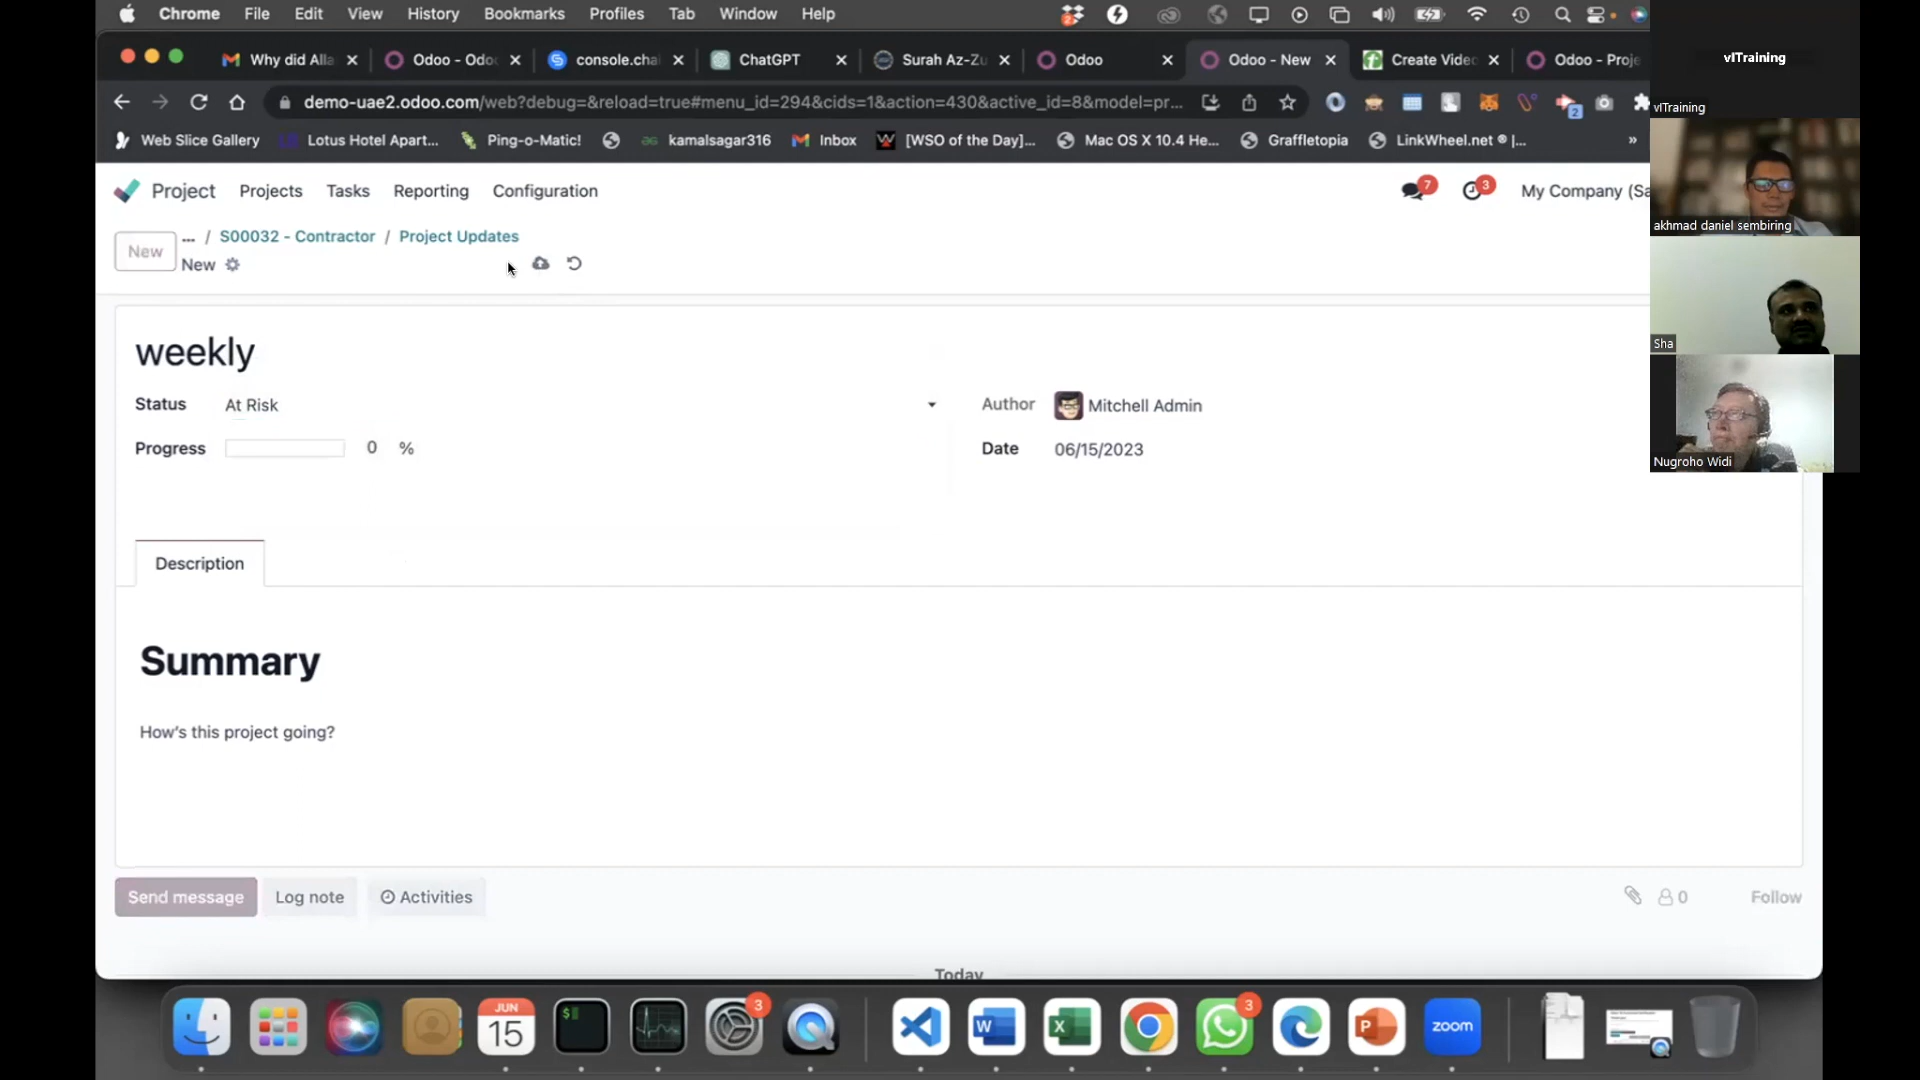 Chrome File Edit View History Bookmarks Profiles Tab Window Help
Why did Alla Odoo - Odo console.cha ChatGPT Surah Az-Zu Odoo Odoo - New Create Video Odoo - Proje
demo-uae2.odoo.com/web?debug=&reload=true#menu_id=294&cids=1&action=430&active_id=8&model=pr...
2
Web Slice Gallery Lotus Hotel Apart... Ping-o-Matic! kamalsagar316 Inbox [WSO of the Day]... Mac OS X 10.4 He... Graffletopia LinkWheel.net ® |... »
Project Projects Tasks Reporting Configuration 7 3 My Company (Sa
New ... / S00032 - Contractor / Project Updates
New
weekly
Status At Risk Author Mitchell Admin
Progress 0 % Date 06/15/2023
Description
Summary
How's this project going?
Send message Log note Activities 0 Follow
Today
JUN
15
3
W
X
3
P
zoom
vITraining
vITraining
akhmad daniel sembiring
Sha
Nugroho Widi